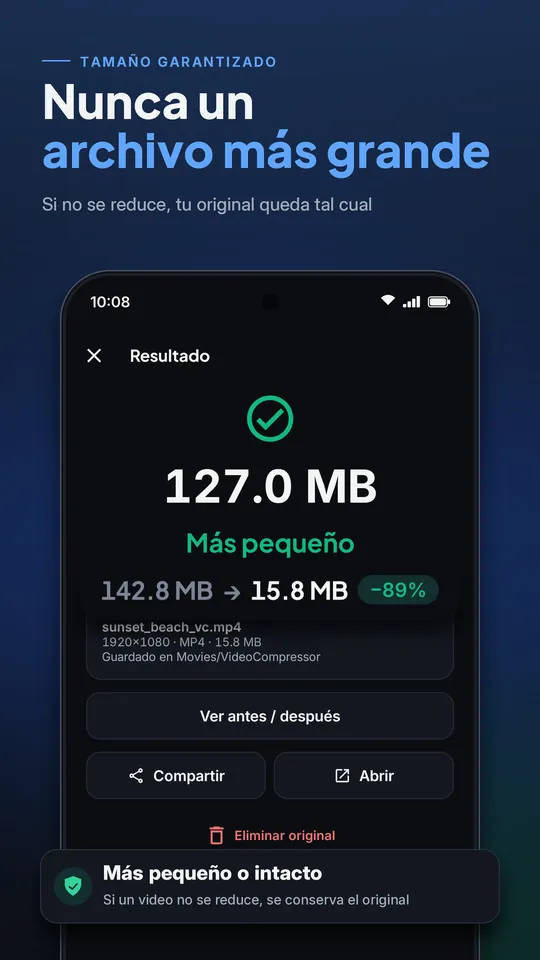 TAMAÑO GARANTIZADO
Nunca un
archivo más grande
Si no se reduce, tu original queda tal cual
10:08
Resultado
127.0 MB
Más pequeño
142.8 MB → 15.8 MB −89%
sunset_beach_vc.mp4
1920×1080 · MP4 · 15.8 MB
Guardado en Movies/VideoCompressor
Ver antes / después
Compartir
Abrir
Eliminar original
Más pequeño o intacto
Si un video no se reduce, se conserva el original